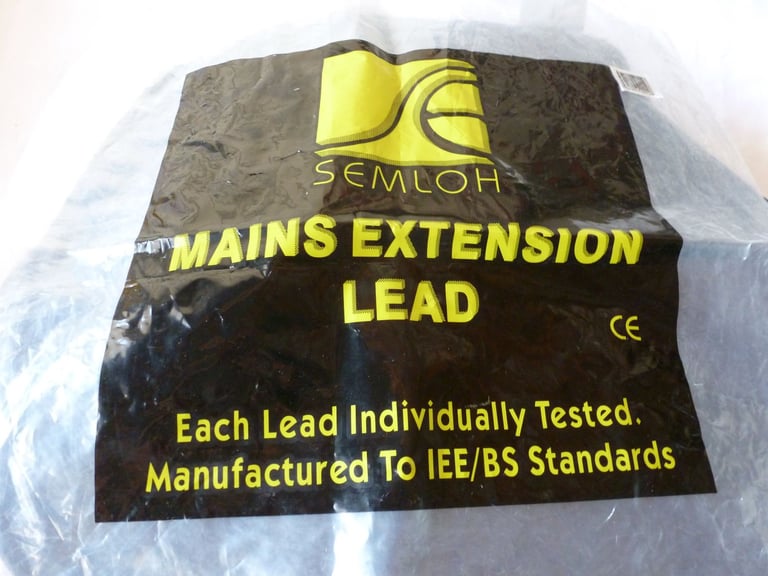 SEMLOH
MAINS EXTENSION
LEAD
CE
Each Lead Individually Tested.
Manufactured To IEE/BS Standards